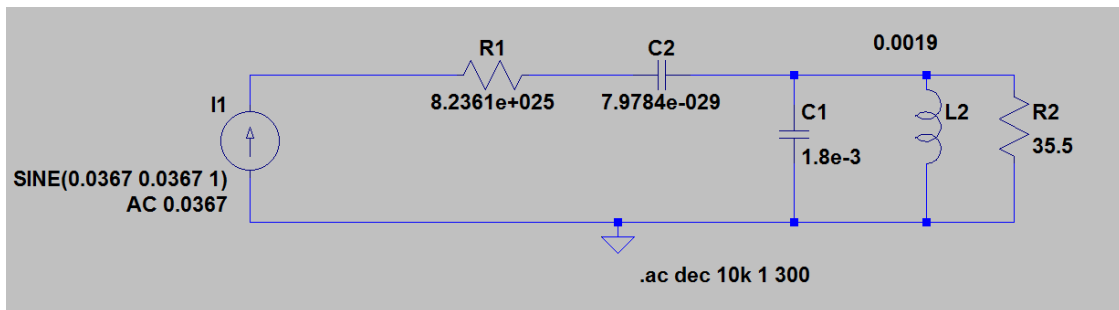 0.0019
R1
C2
8.2361e+025
7.9784e-029
I1
C1
L2
R2
1.8e-3
35.5
SINE(0.0367 0.0367 1)
AC 0.0367
.ac dec 10k 1 300